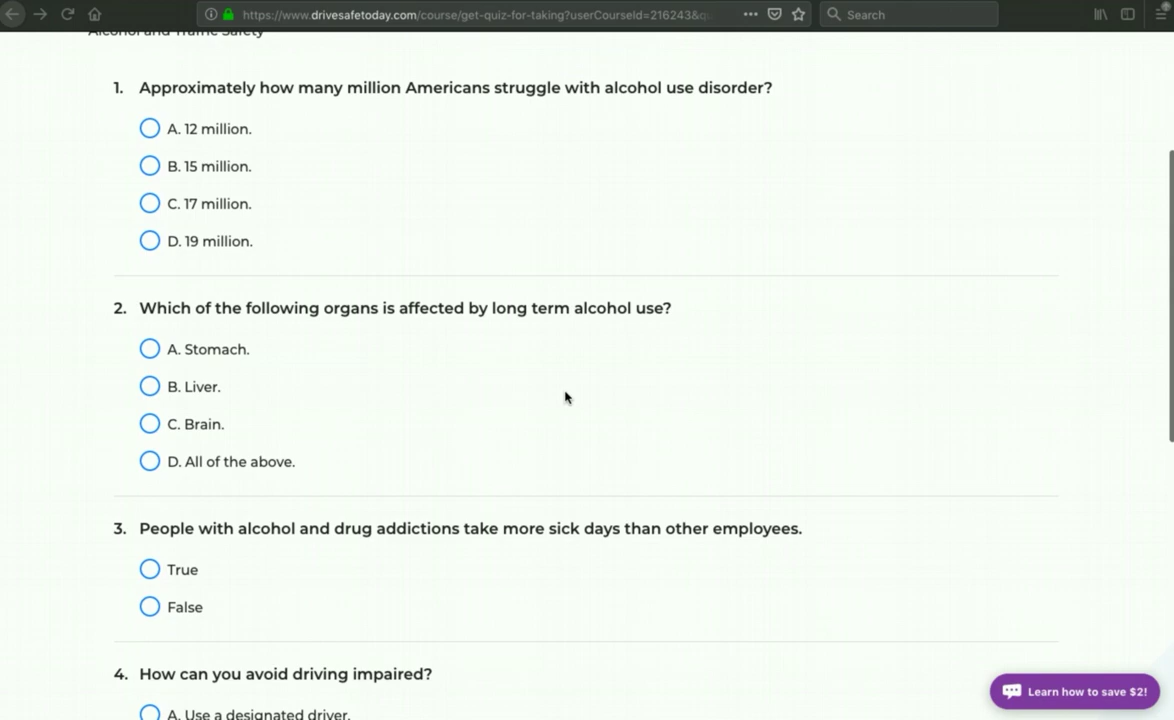 https://www.drivesafetoday.com/course/get-quiz-for-taking?userCourseId=216243&q
Search
Alcohol and Traffic Safety
1. Approximately how many million Americans struggle with alcohol use disorder?
A. 12 million.
B. 15 million.
C. 17 million.
D. 19 million.
2. Which of the following organs is affected by long term alcohol use?
A. Stomach.
B. Liver.
C. Brain.
D. All of the above.
3. People with alcohol and drug addictions take more sick days than other employees.
True
False
4. How can you avoid driving impaired?
A. Use a designated driver.
Learn how to save $2!